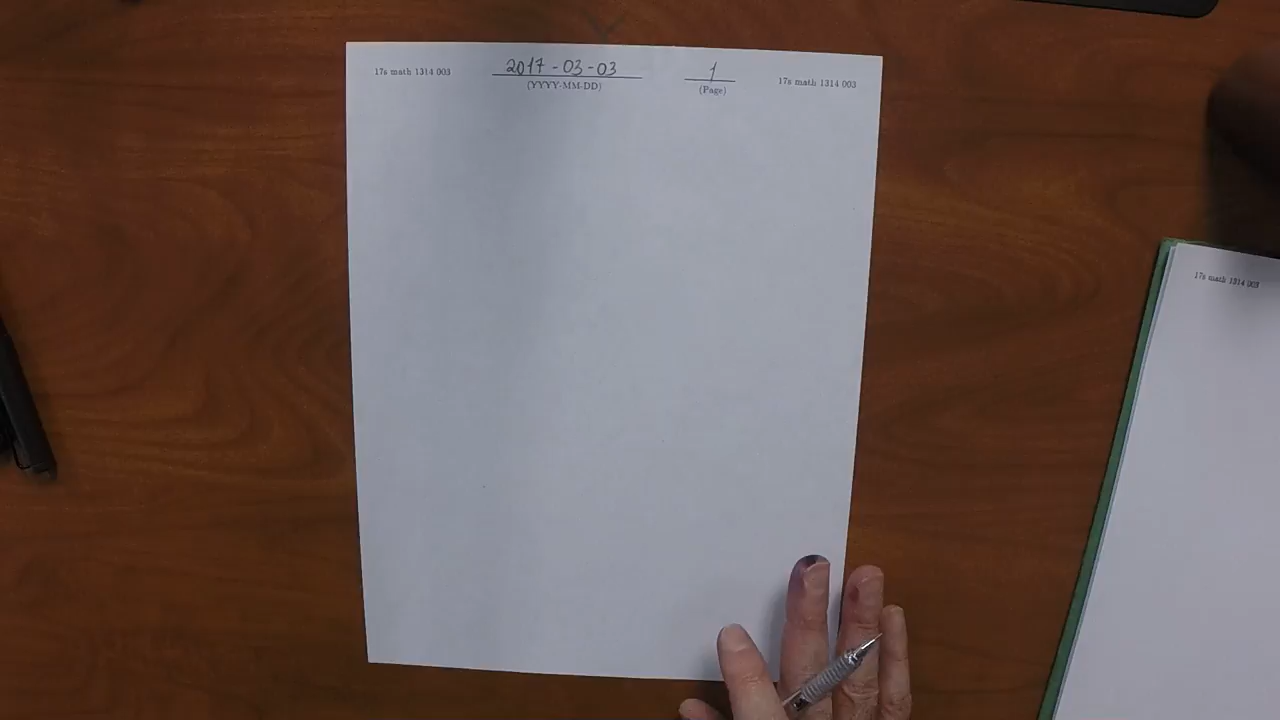 17s math 1314 003 2017-03-03 1 17s math 1314 003
(YYYY-MM-DD) (Page)
17s math 1314 003